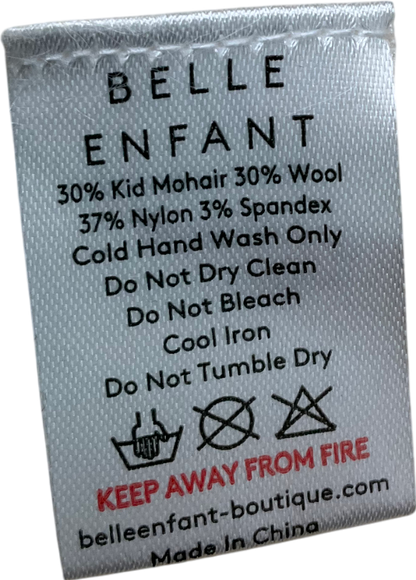 BELLE
ENFANT
30% Kid Mohair 30% Wool
37% Nylon 3% Spandex
Cold Hand Wash Only
Do Not Dry Clean
Do Not Bleach
Cool Iron
Do Not Tumble Dry
KEEP AWAY FROM FIRE
belleenfant-boutique.com
Made In China